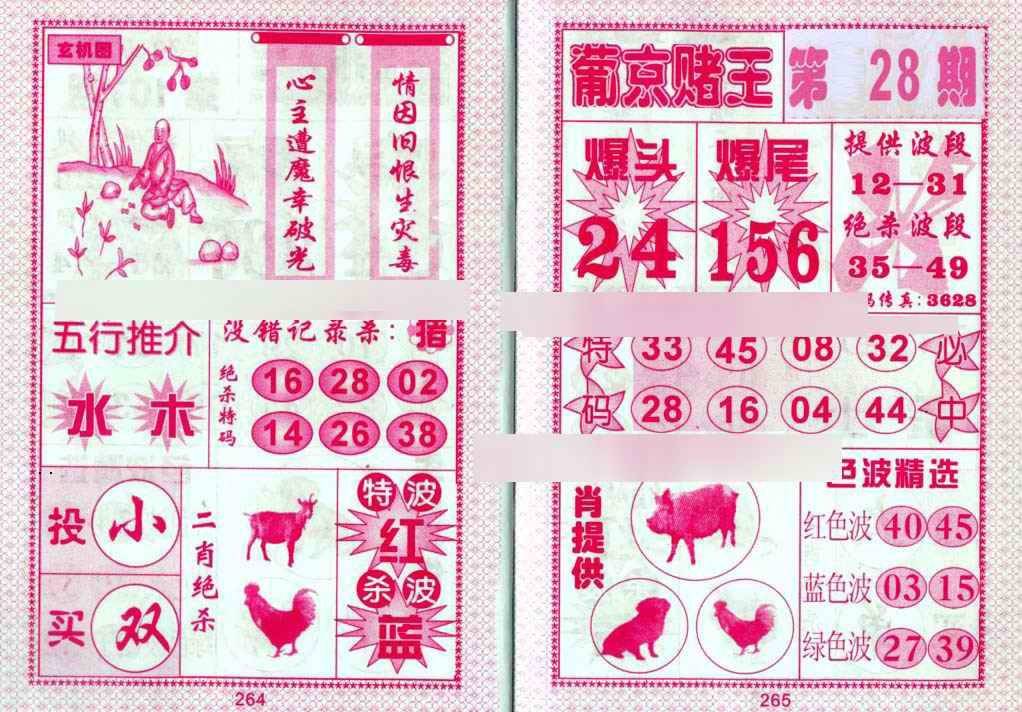 玄机图
情因旧恨生灾毒
心主遭魔幸破光
五行推介
水 木
没错记录杀：猪
绝杀特码
16 28 02
14 26 38
投 小
买 双
二肖绝杀
特波
红
杀波
蓝
264
葡京赌王 第 28 期
爆头
24
爆尾
156
提供波段
12—31
绝杀波段
35—49
传真：3628
特码
33 45 08 32
28 16 04 44
必中
肖提供
色波精选
红色波 40 45
蓝色波 03 15
绿色波 27 39
265